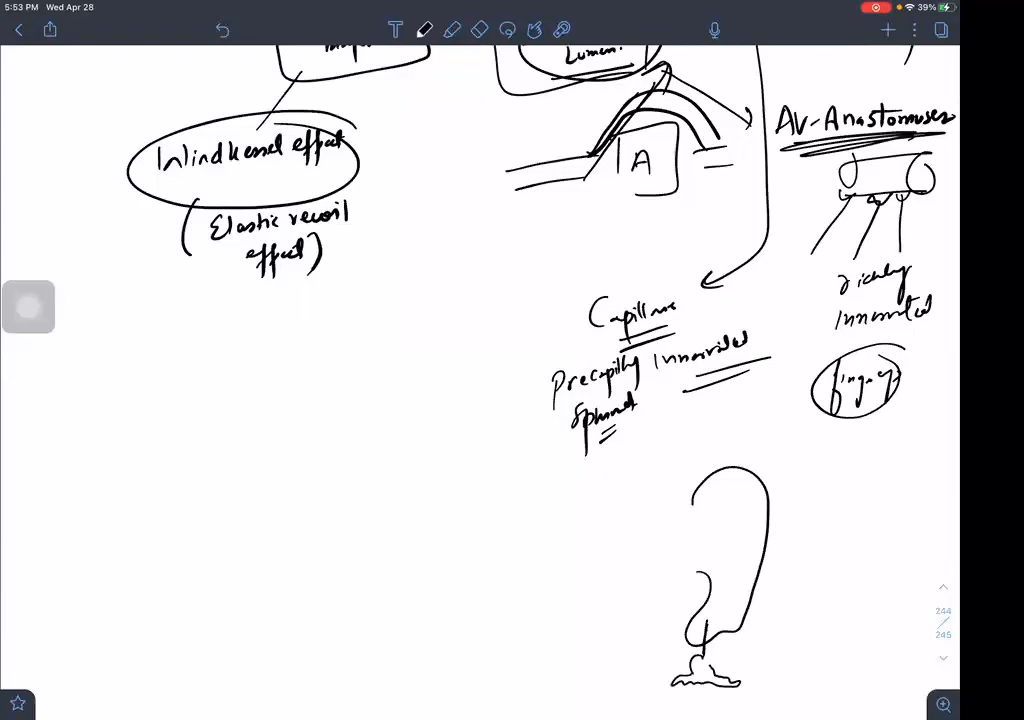 5:53 PM Wed Apr 28
39%
T
Lumen
Windkessel effect
(Elastic recoil
effect)
A
AV-Anastomoses
richly
innervated
Capillaries
Precapillary Innervated
244
245